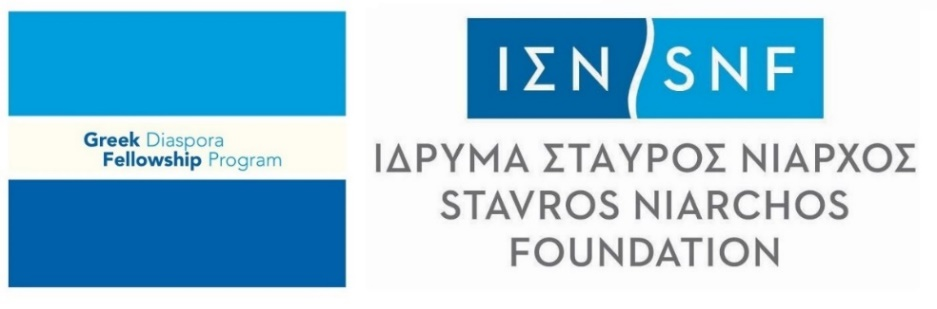 Greek Diaspora
Fellowship Program
ΙΣΝ SNF
ΙΔΡΥΜΑ ΣΤΑΥΡΟΣ ΝΙΑΡΧΟΣ
STAVROS NIARCHOS
FOUNDATION